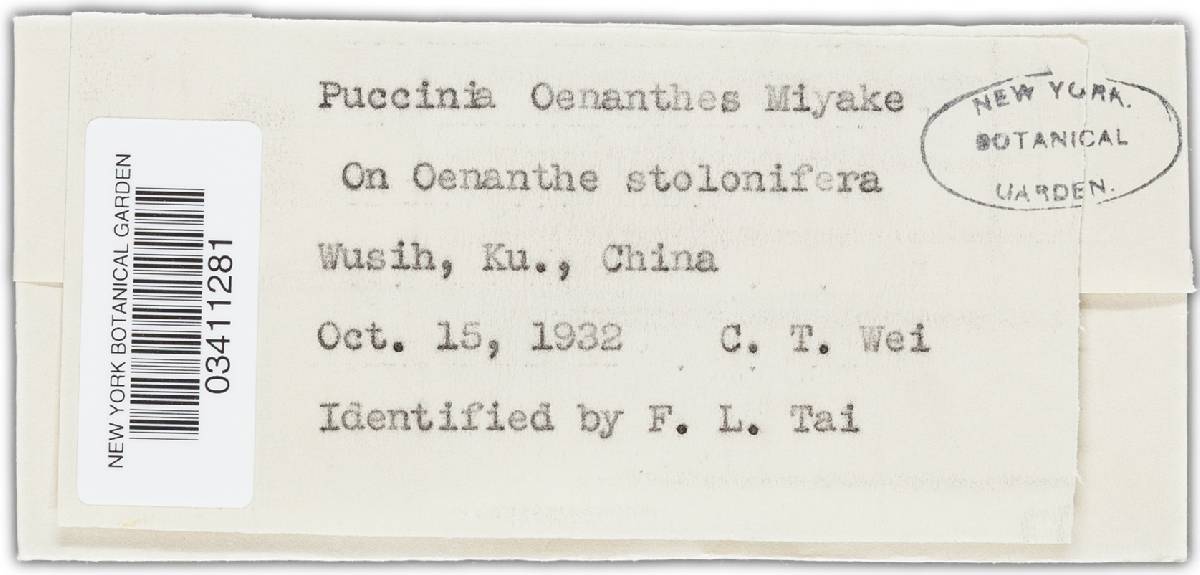 Puccinia Oenanthes Miyake
On Oenanthe stolonifera
Wusih, Ku., China
Oct. 15, 1932 C. T. Wei
Identified by F. L. Tai
NEW YORK
BOTANICAL
GARDEN.
NEW YORK BOTANICAL GARDEN
03411281